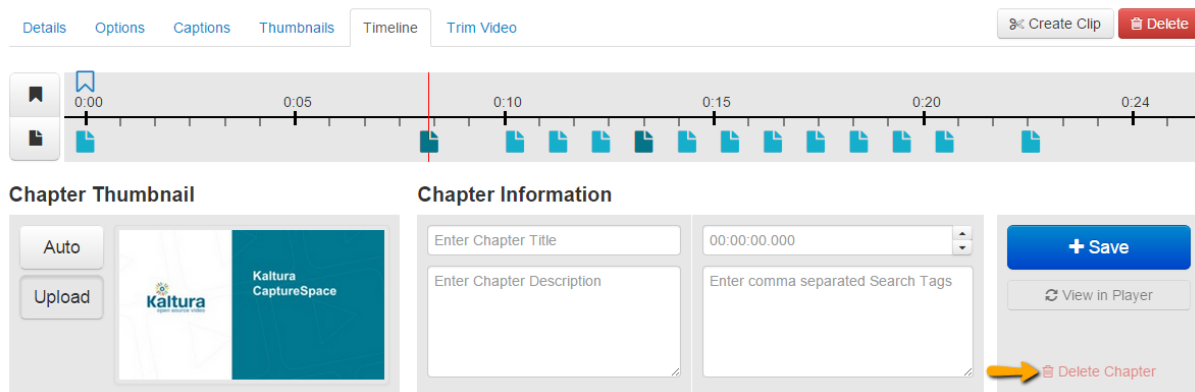 Details Options Captions Thumbnails Timeline Trim Video Create Clip Delete
0:00 0:05 0:10 0:15 0:20 0:24
Chapter Thumbnail
Auto
Upload
Kaltura
open source video
Kaltura
CaptureSpace
Chapter Information
Enter Chapter Title
00:00:00.000
Enter Chapter Description
Enter comma separated Search Tags
+ Save
View in Player
Delete Chapter